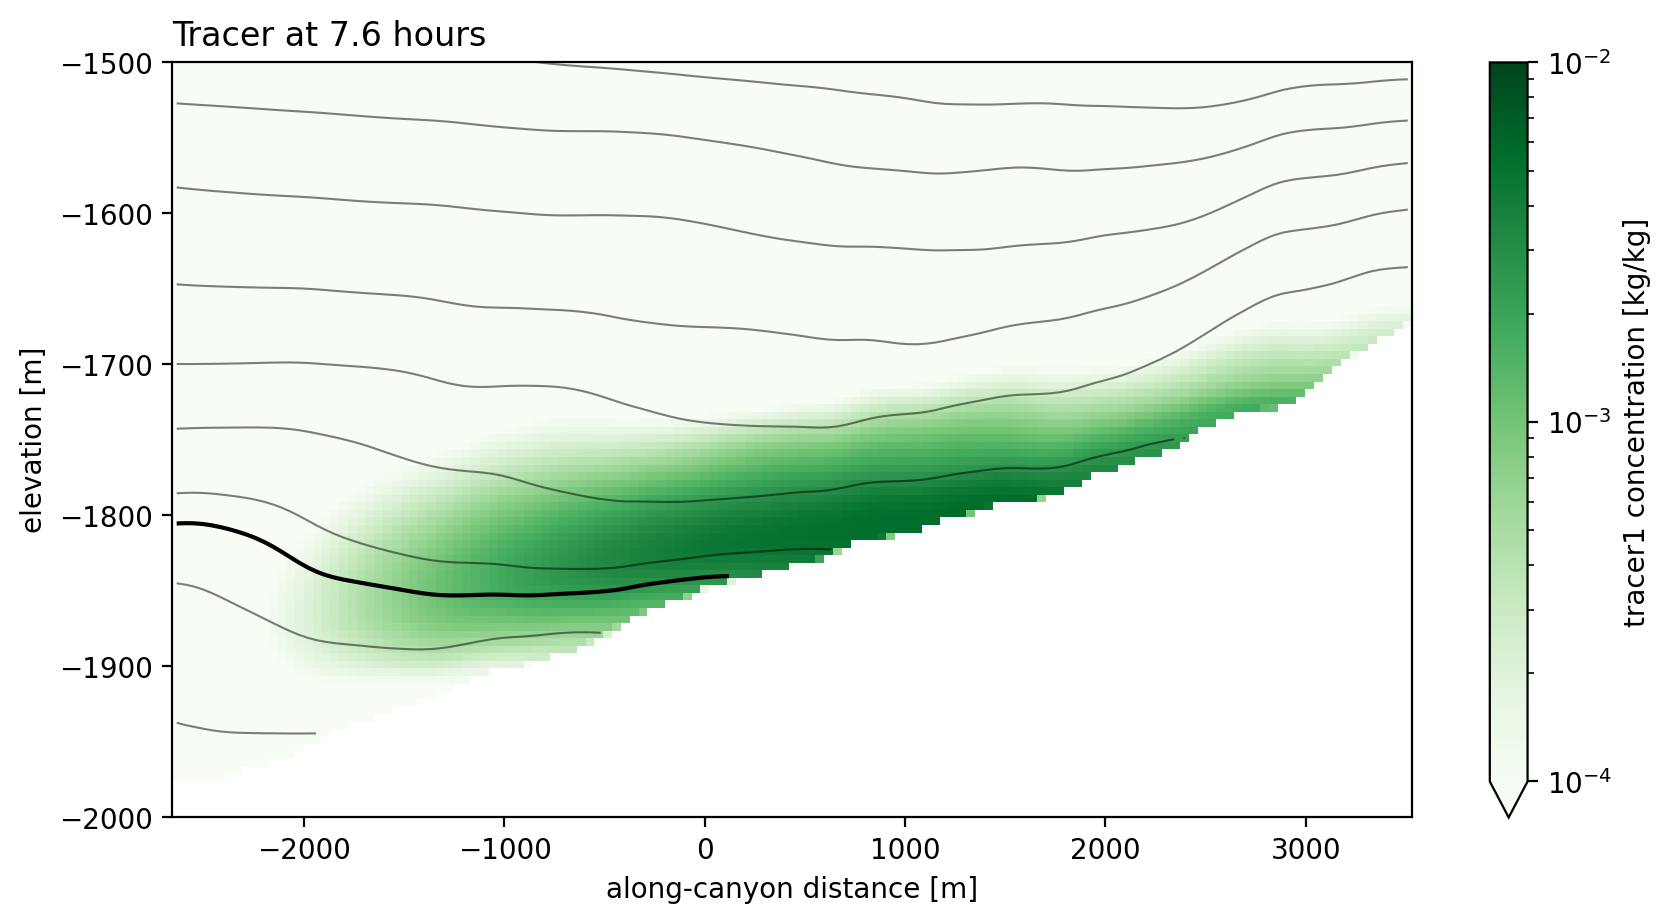 Tracer at 7.6 hours
−1500
−1600
−1700
−1800
−1900
−2000
elevation [m]
−2000 −1000 0 1000 2000 3000
along-canyon distance [m]
10⁻²
10⁻³
10⁻⁴
tracer1 concentration [kg/kg]